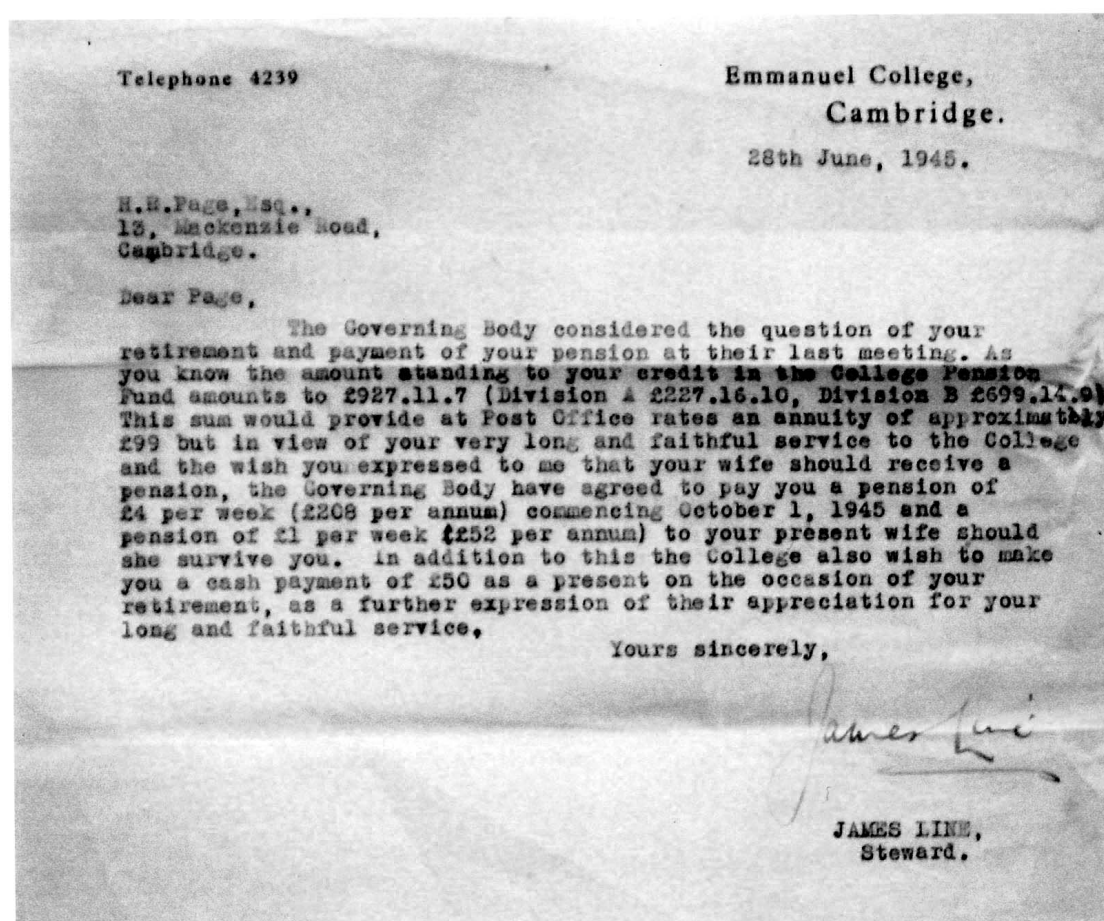 Telephone 4239
Emmanuel College,
Cambridge.
28th June, 1945.
H.R.Page,Esq.,
13, Mackenzie Road,
Cambridge.
Dear Page,
The Governing Body considered the question of your
retirement and payment of your pension at their last meeting. As
you know the amount standing to your credit in the College Pension
Fund amounts to £927.11.7 (Division A £227.16.10, Division B £699.14.9)
This sum would provide at Post Office rates an annuity of approximately
£99 but in view of your very long and faithful service to the College
and the wish you expressed to me that your wife should receive a
pension, the Governing Body have agreed to pay you a pension of
£4 per week (£208 per annum) commencing October 1, 1945 and a
pension of £1 per week (£52 per annum) to your present wife should
she survive you. In addition to this the College also wish to make
you a cash payment of £50 as a present on the occasion of your
retirement, as a further expression of their appreciation for your
long and faithful service.
Yours sincerely,
James Line
JAMES LINE,
Steward.